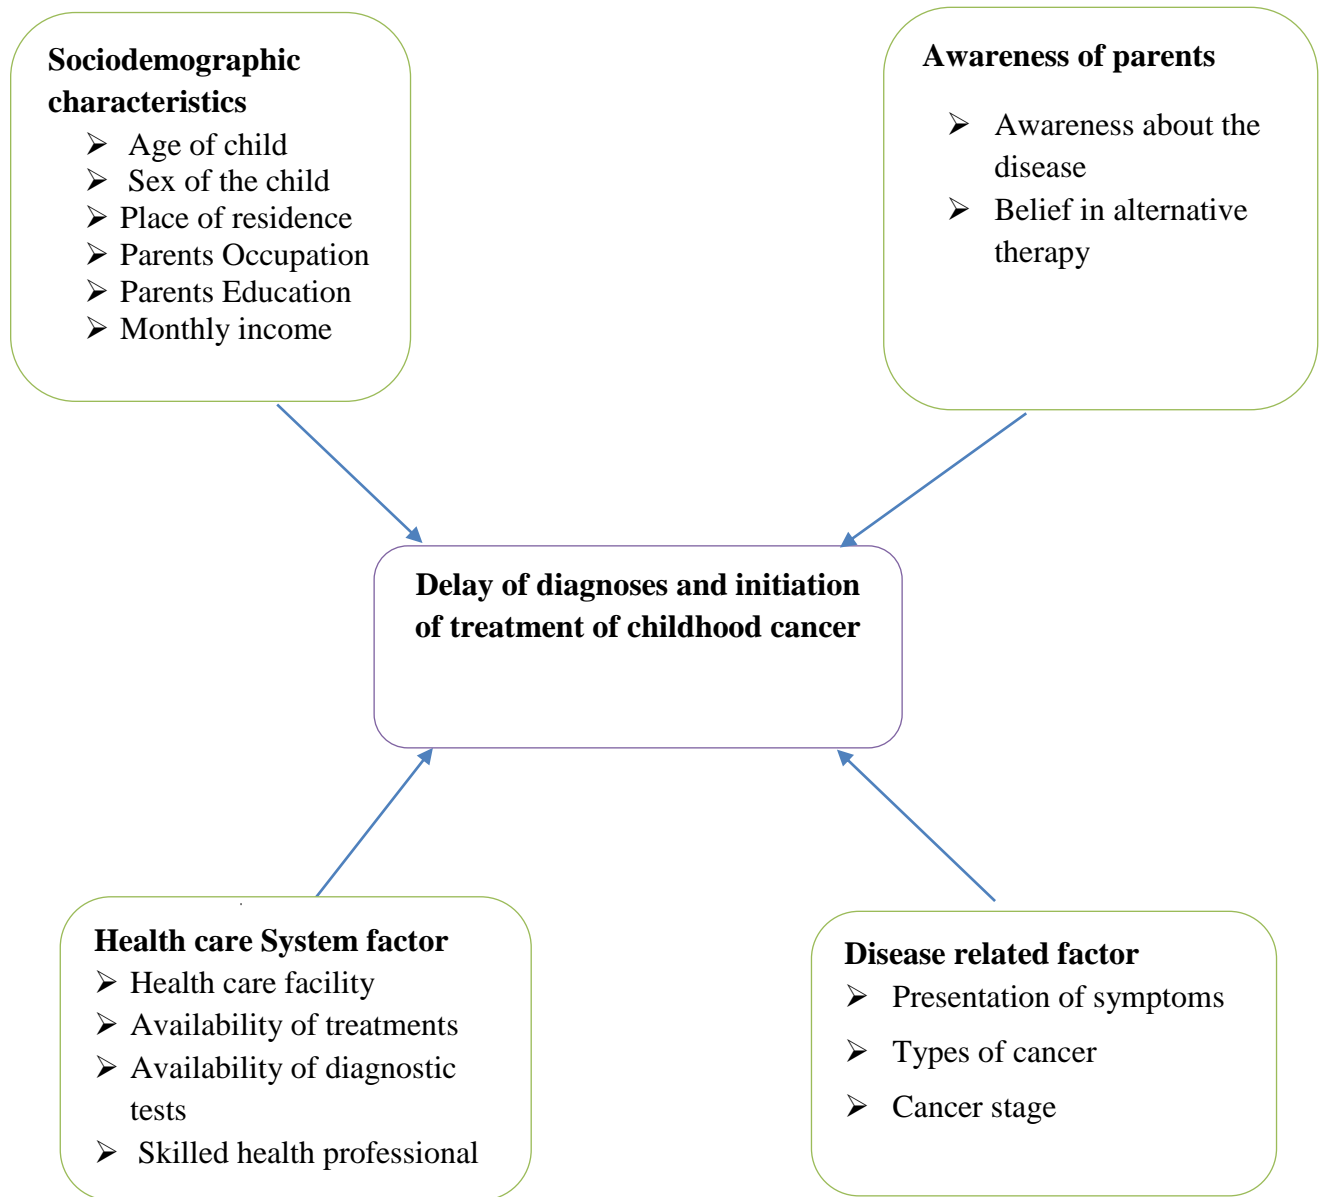 Sociodemographic
characteristics
➢ Age of child
➢ Sex of the child
➢ Place of residence
➢ Parents Occupation
➢ Parents Education
➢ Monthly income
Awareness of parents
➢ Awareness about the
disease
➢ Belief in alternative
therapy
Delay of diagnoses and initiation
of treatment of childhood cancer
Health care System factor
➢ Health care facility
➢ Availability of treatments
➢ Availability of diagnostic
tests
➢ Skilled health professional
Disease related factor
➢ Presentation of symptoms
➢ Types of cancer
➢ Cancer stage